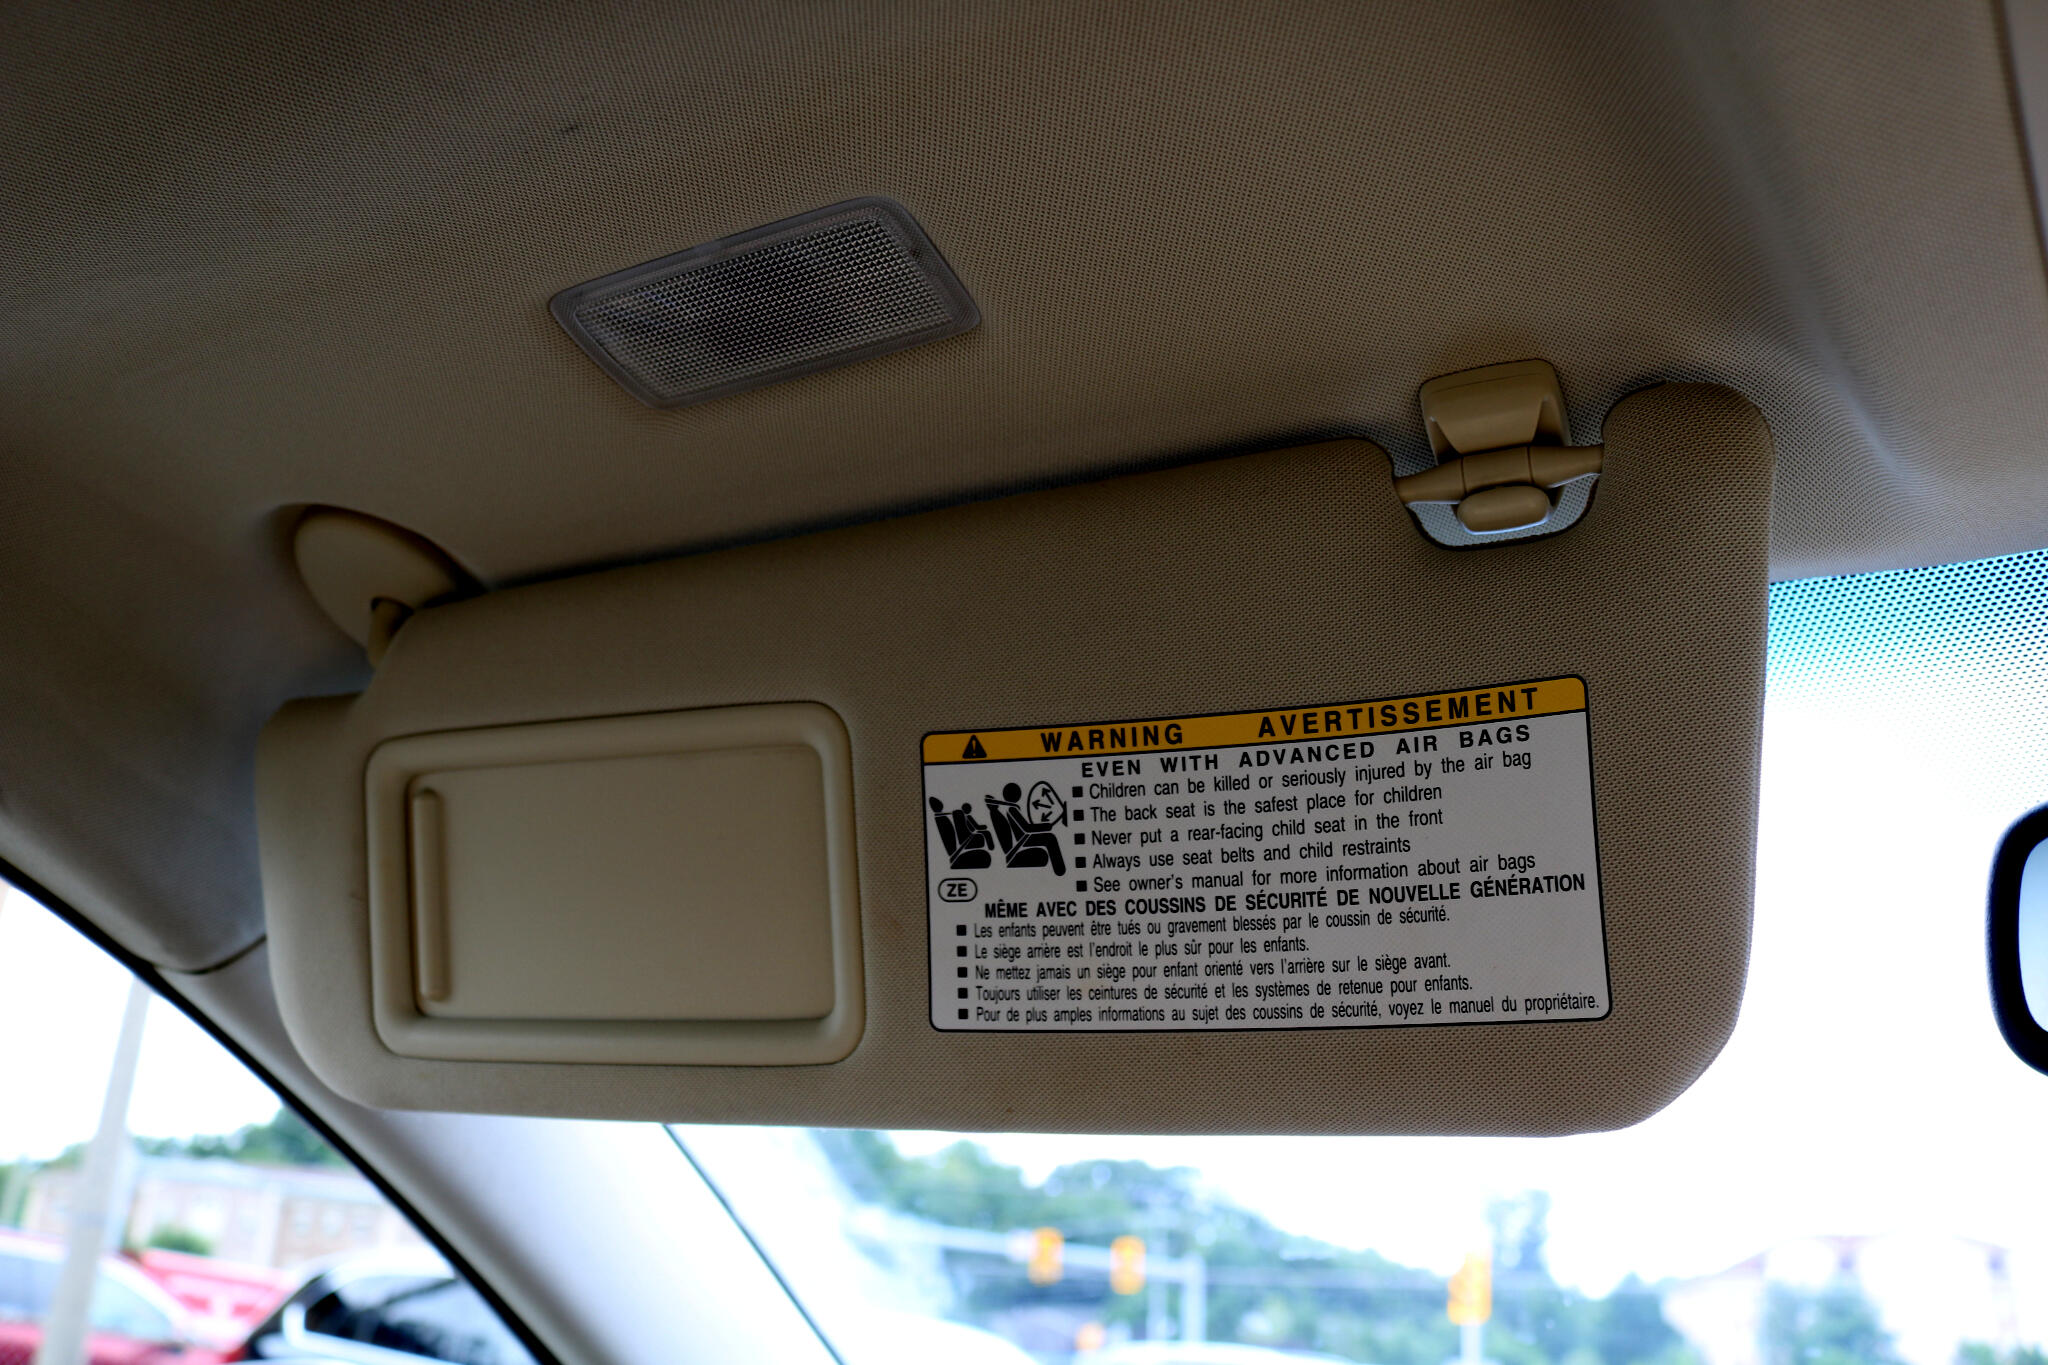 WARNING AVERTISSEMENT
EVEN WITH ADVANCED AIR BAGS
■ Children can be killed or seriously injured by the air bag
■ The back seat is the safest place for children
■ Never put a rear-facing child seat in the front
■ Always use seat belts and child restraints
■ See owner's manual for more information about air bags
ZE
MÊME AVEC DES COUSSINS DE SÉCURITÉ DE NOUVELLE GÉNÉRATION
■ Les enfants peuvent être tués ou gravement blessés par le coussin de sécurité.
■ Le siège arrière est l'endroit le plus sûr pour les enfants.
■ Ne mettez jamais un siège pour enfant orienté vers l'arrière sur le siège avant.
■ Toujours utiliser les ceintures de sécurité et les systèmes de retenue pour enfants.
■ Pour de plus amples informations au sujet des coussins de sécurité, voyez le manuel du propriétaire.